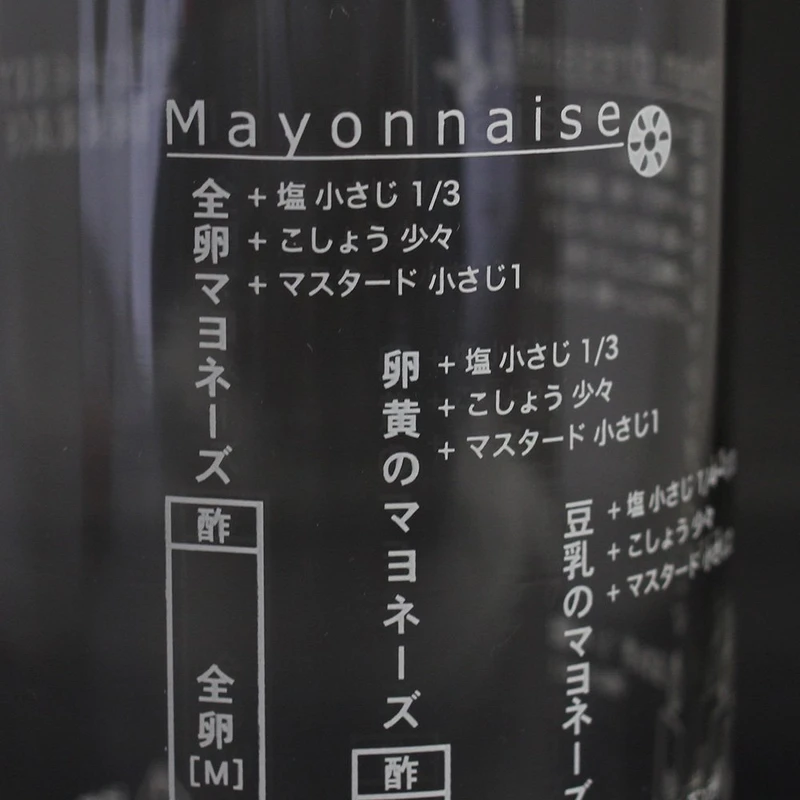 Mayonnaise
全卵マヨネーズ
+ 塩 小さじ 1/3
+ こしょう 少々
+ マスタード 小さじ1
酢
全卵
[M]
卵黄のマヨネーズ
+ 塩 小さじ 1/3
+ こしょう 少々
+ マスタード 小さじ1
酢
豆乳のマヨネーズ
+ 塩 小さじ
+ こしょう 少々
+ マスタード